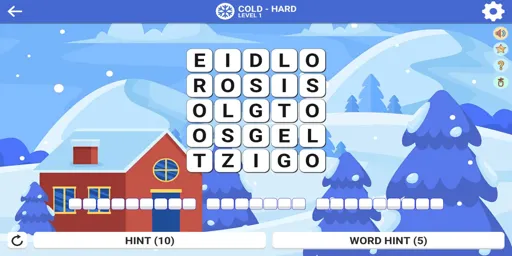 COLD - HARD
LEVEL 1
E I D L O
R O S I S
O L G T O
O S G E L
T Z I G O
?
HINT (10)
WORD HINT (5)